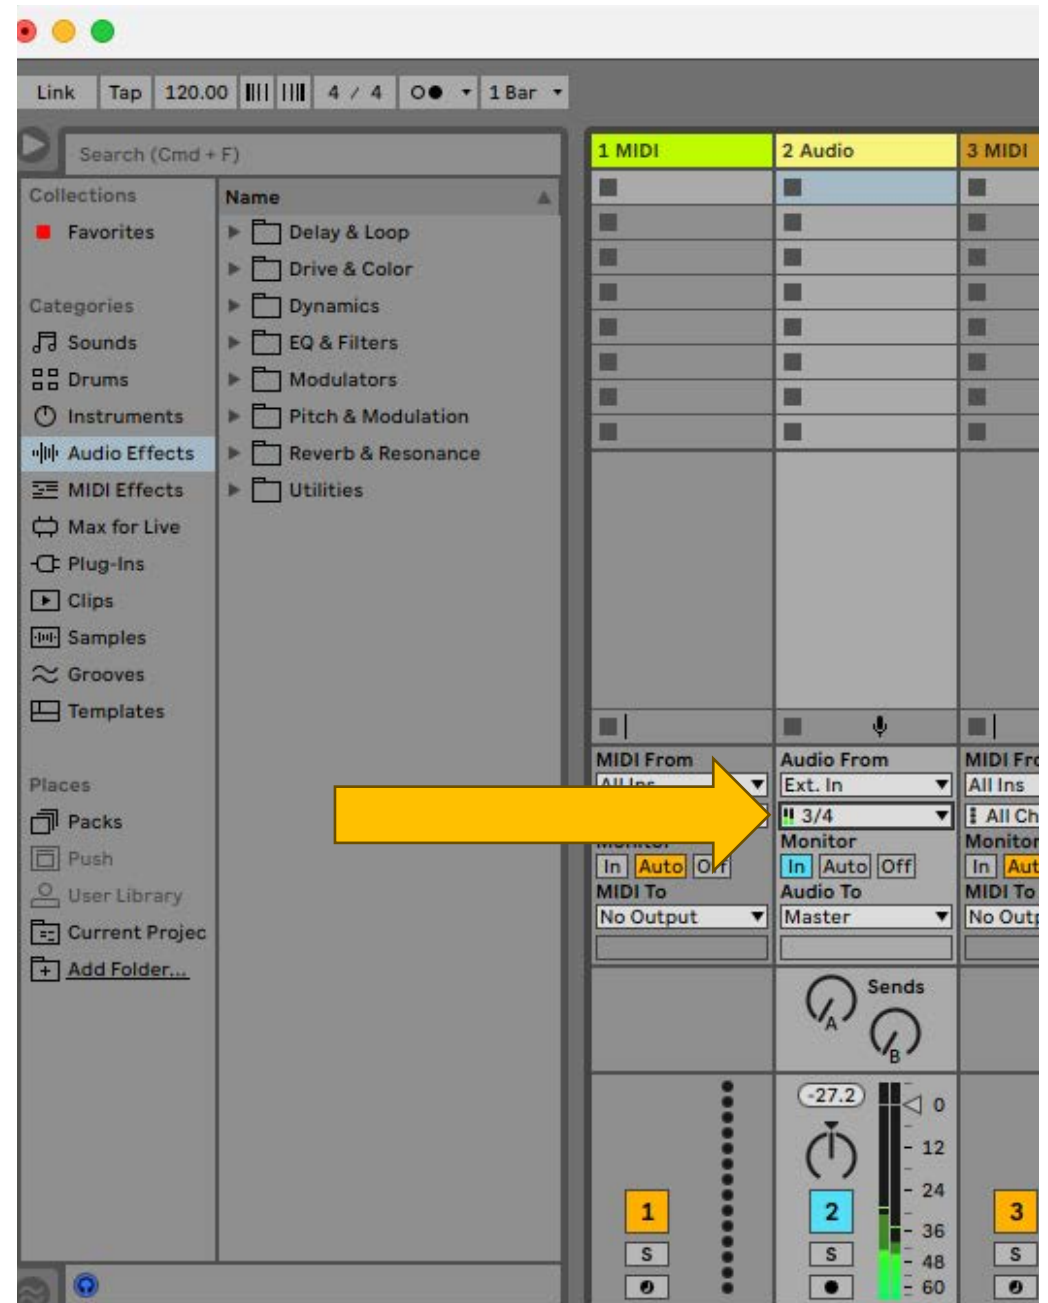 Link Tap 120.00 4 / 4 1 Bar
Search (Cmd + F)
Collections
Favorites
Categories
Sounds
Drums
Instruments
Audio Effects
MIDI Effects
Max for Live
Plug-Ins
Clips
Samples
Grooves
Templates
Places
Packs
Push
User Library
Current Projec
Add Folder...
Name
Delay & Loop
Drive & Color
Dynamics
EQ & Filters
Modulators
Pitch & Modulation
Reverb & Resonance
Utilities
1 MIDI
MIDI From
All Ins
Monitor
In Auto Off
MIDI To
No Output
1
S
2 Audio
Audio From
Ext. In
3/4
Monitor
In Auto Off
Audio To
Master
Sends
A
B
-27.2
0
12
24
36
48
60
2
S
3 MIDI
MIDI Fro
All Ins
All Ch
Monitor
In Aut
MIDI To
No Outp
3
S